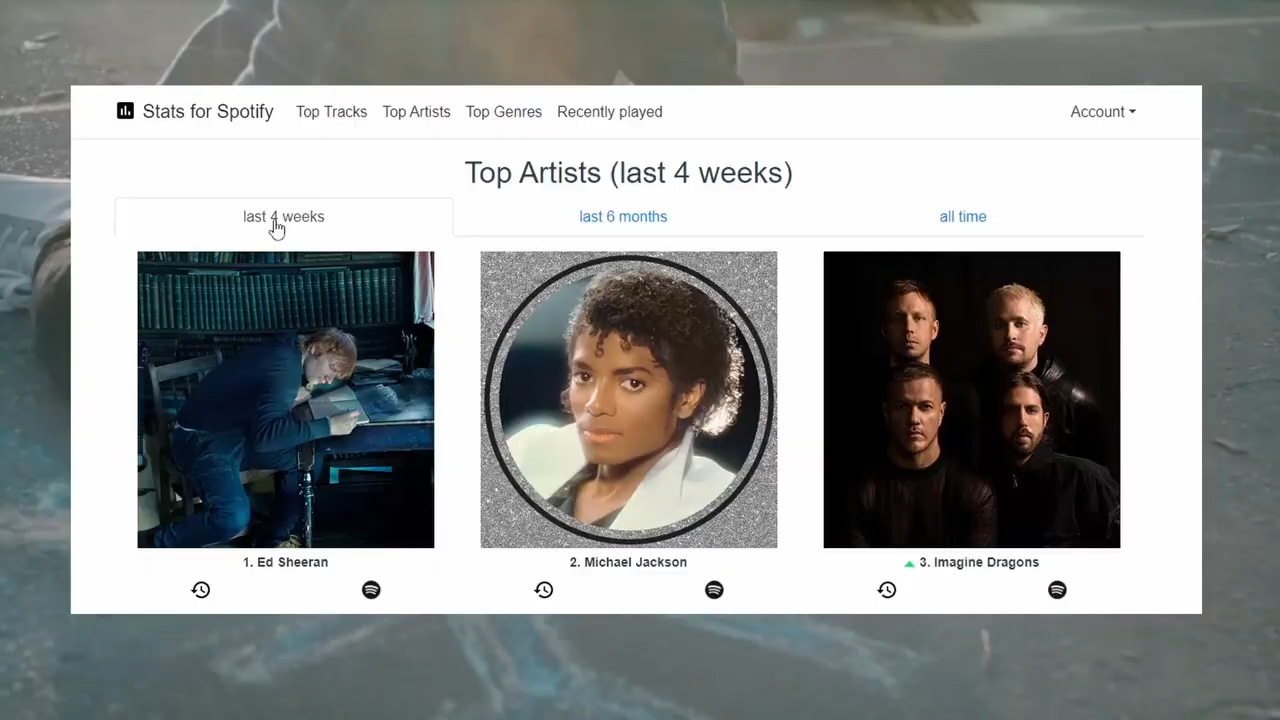 Stats for Spotify Top Tracks Top Artists Top Genres Recently played Account
Top Artists (last 4 weeks)
last 4 weeks last 6 months all time
1. Ed Sheeran 2. Michael Jackson 3. Imagine Dragons